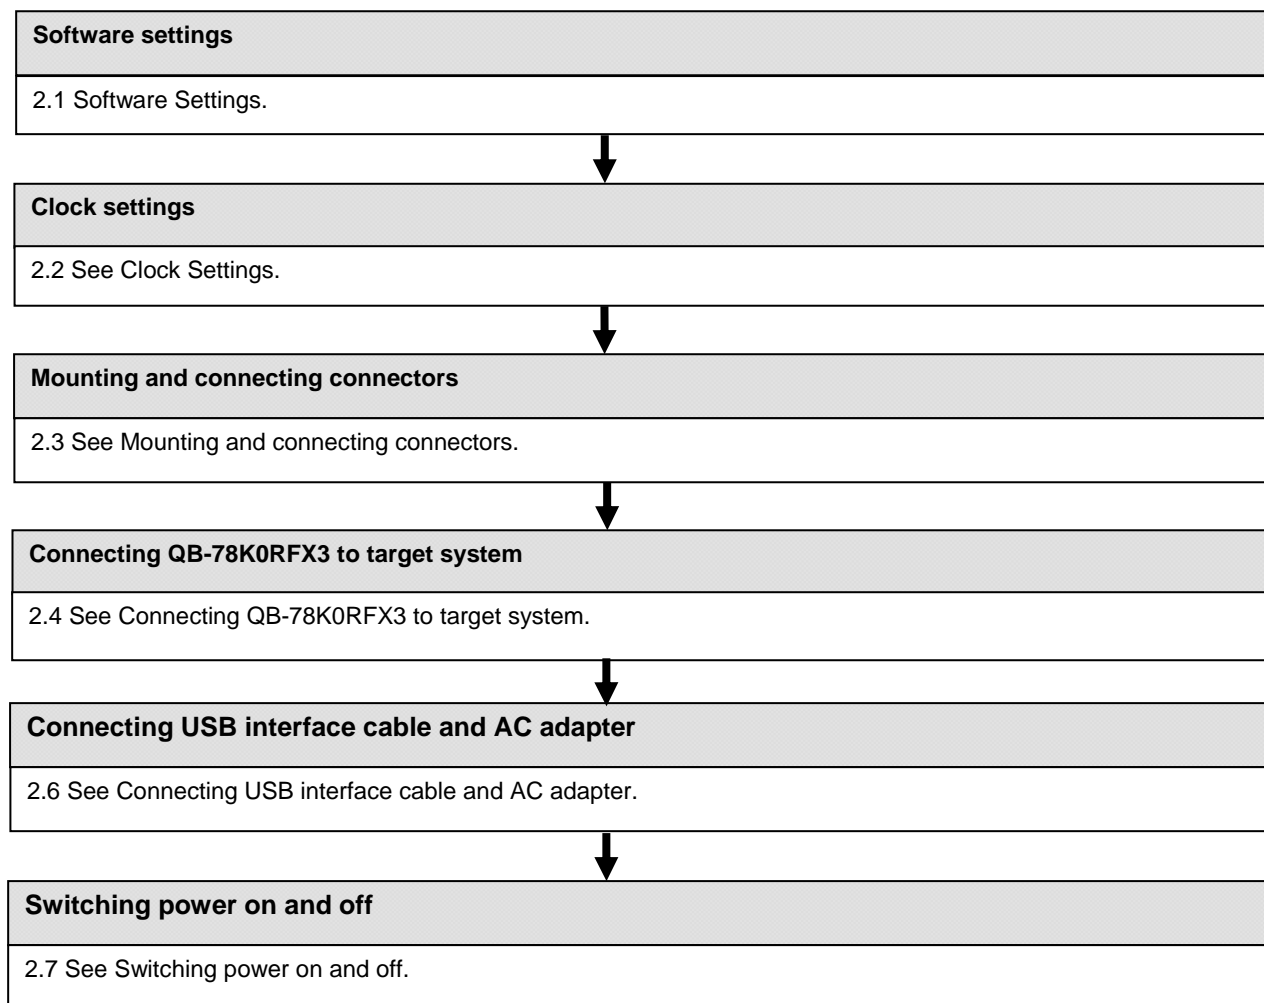 Software settings
2.1 Software Settings.
Clock settings
2.2 See Clock Settings.
Mounting and connecting connectors
2.3 See Mounting and connecting connectors.
Connecting QB-78K0RFX3 to target system
2.4 See Connecting QB-78K0RFX3 to target system.
Connecting USB interface cable and AC adapter
2.6 See Connecting USB interface cable and AC adapter.
Switching power on and off
2.7 See Switching power on and off.